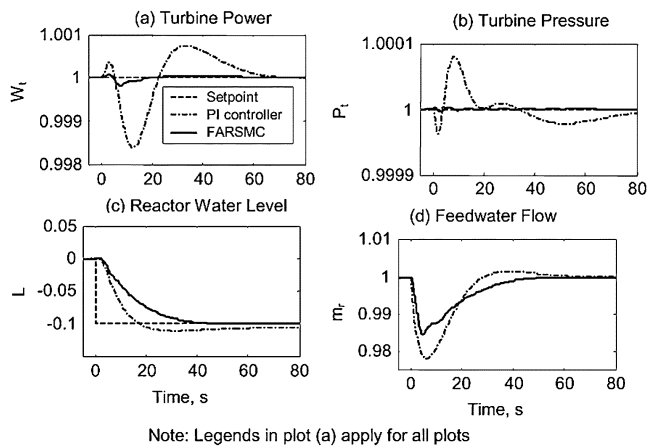 (a) Turbine Power
1.001
1
0.999
0.998
Wt
Setpoint
PI controller
FARSMC
0 20 40 60 80
(b) Turbine Pressure
1.0001
1
0.9999
Pt
0 20 40 60 80
(c) Reactor Water Level
0.05
0
-0.05
-0.1
L
0 20 40 60 80
Time, s
(d) Feedwater Flow
1.01
1
0.99
0.98
mr
0 20 40 60 80
Time, s
Note: Legends in plot (a) apply for all plots